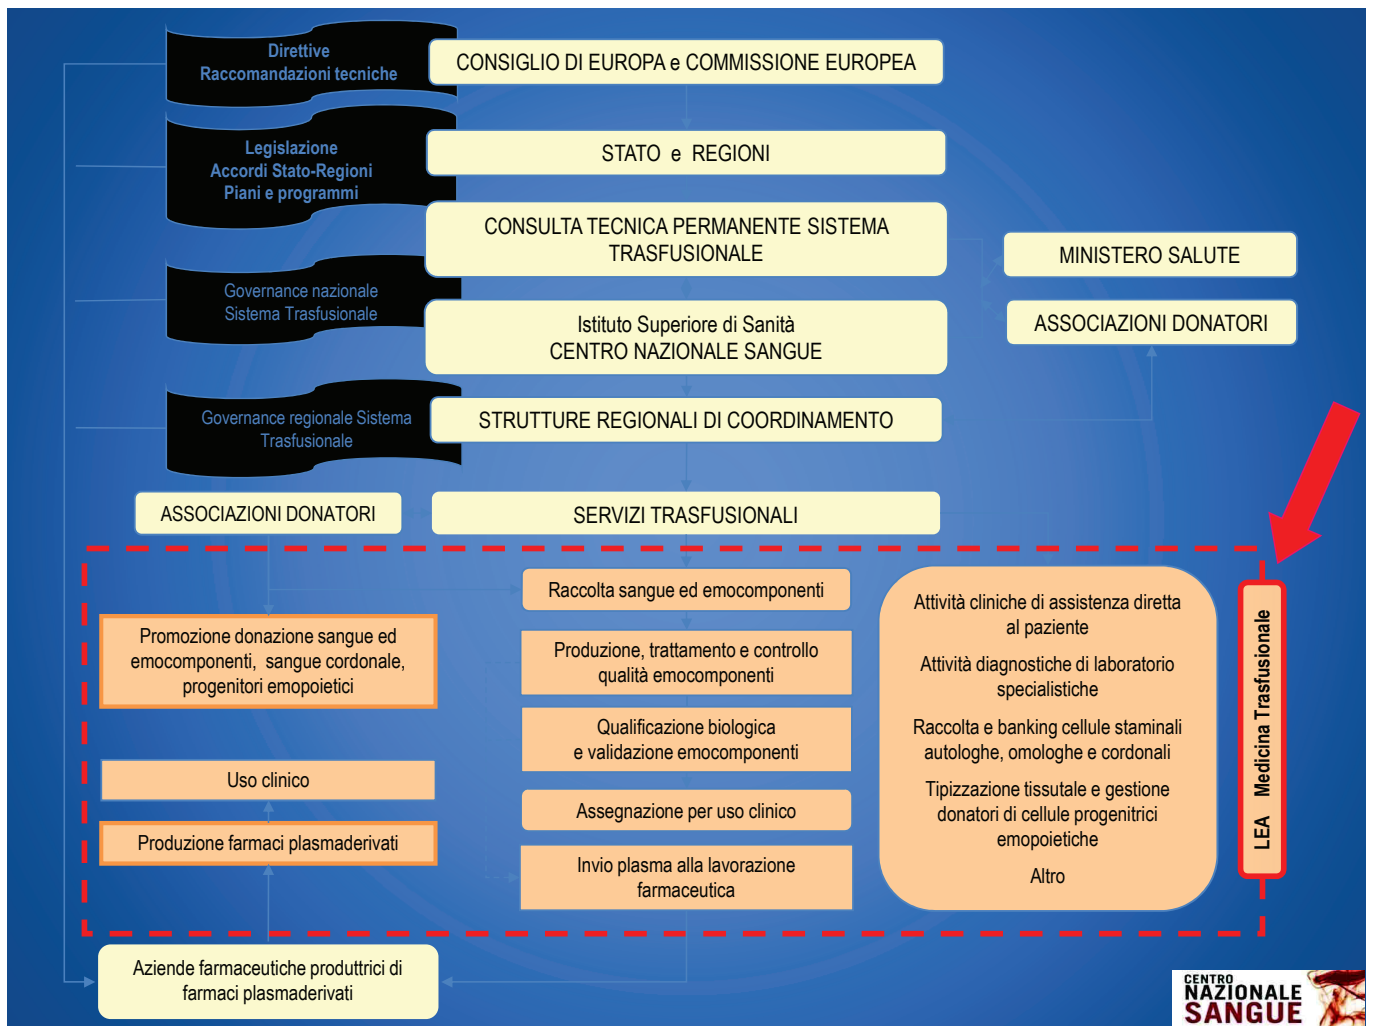 Direttive
Raccomandazioni tecniche
CONSIGLIO DI EUROPA e COMMISSIONE EUROPEA
Legislazione
Accordi Stato-Regioni
Piani e programmi
STATO e REGIONI
CONSULTA TECNICA PERMANENTE SISTEMA
TRASFUSIONALE
MINISTERO SALUTE
Governance nazionale
Sistema Trasfusionale
Istituto Superiore di Sanità
CENTRO NAZIONALE SANGUE
ASSOCIAZIONI DONATORI
Governance regionale Sistema
Trasfusionale
STRUTTURE REGIONALI DI COORDINAMENTO
ASSOCIAZIONI DONATORI
SERVIZI TRASFUSIONALI
Promozione donazione sangue ed
emocomponenti, sangue cordonale,
progenitori emopoietici
Uso clinico
Produzione farmaci plasmaderivati
Raccolta sangue ed emocomponenti
Produzione, trattamento e controllo
qualità emocomponenti
Qualificazione biologica
e validazione emocomponenti
Assegnazione per uso clinico
Invio plasma alla lavorazione
farmaceutica
Attività cliniche di assistenza diretta
al paziente
Attività diagnostiche di laboratorio
specialistiche
Raccolta e banking cellule staminali
autologhe, omologhe e cordonali
Tipizzazione tissutale e gestione
donatori di cellule progenitrici
emopoietiche
Altro
LEA Medicina Trasfusionale
Aziende farmaceutiche produttrici di
farmaci plasmaderivati
CENTRO
NAZIONALE
SANGUE